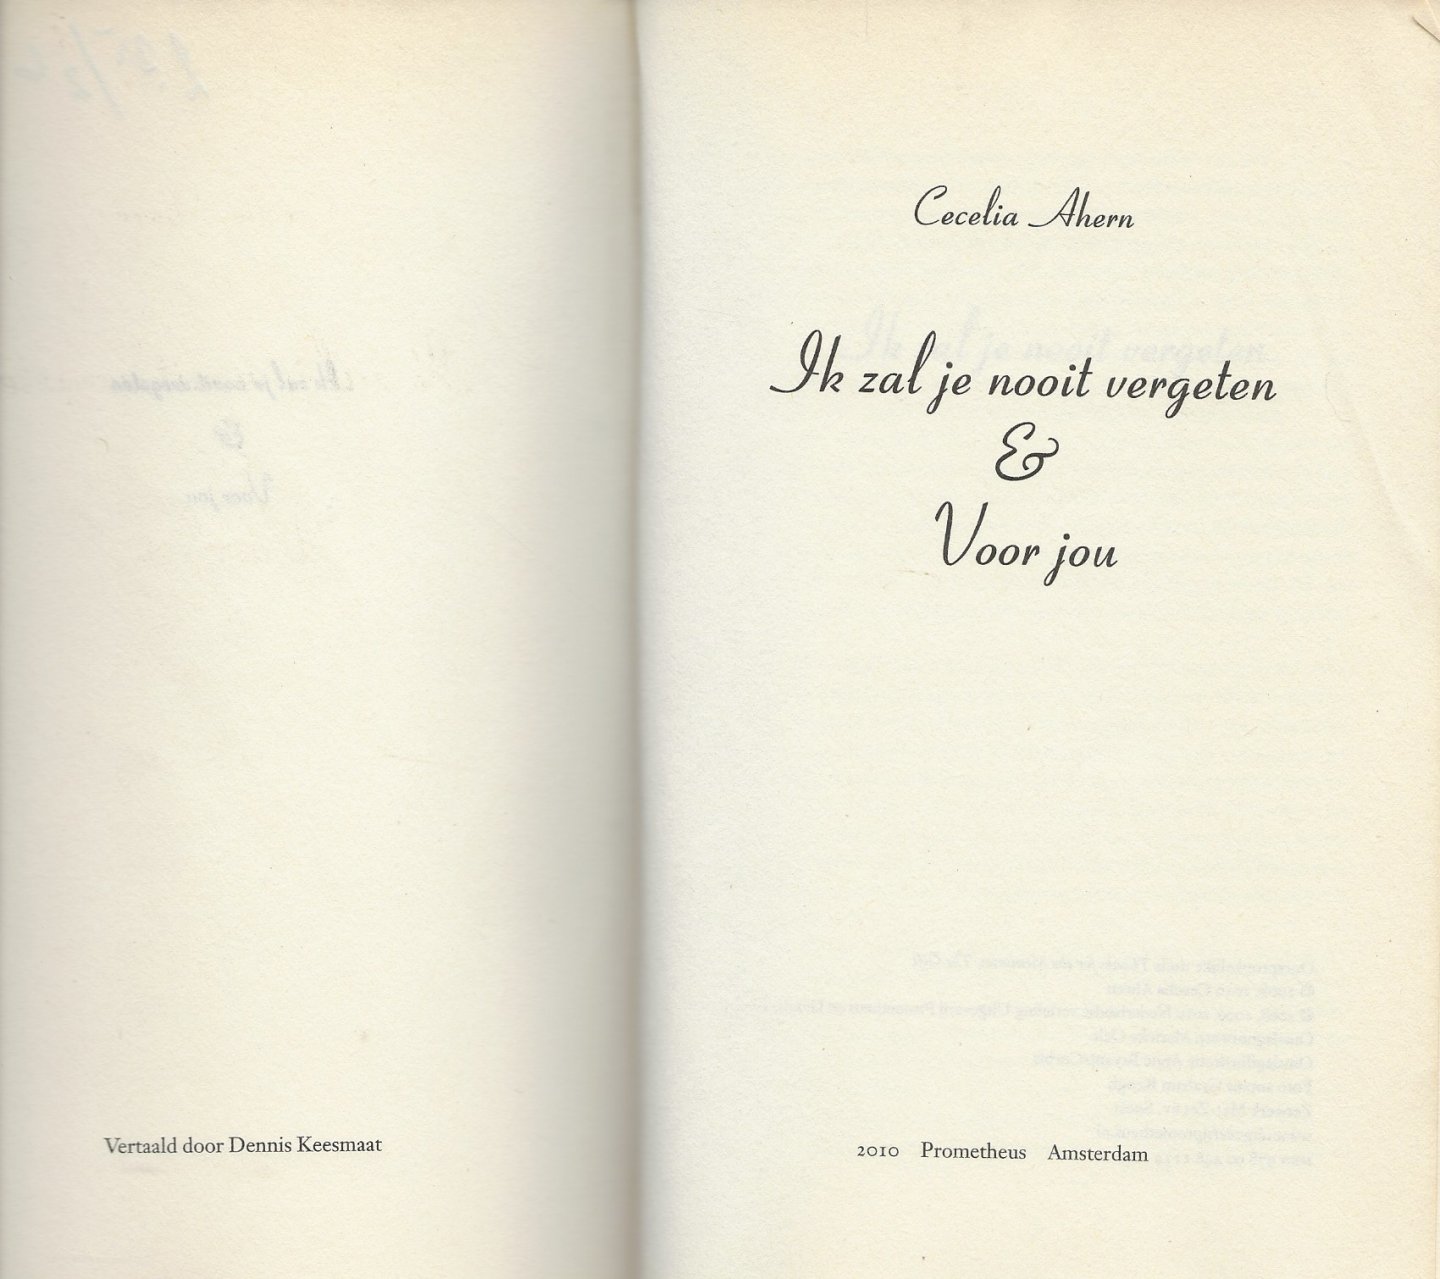 Vertaald door Dennis Keesmaat
Cecelia Ahern
Ik zal je nooit vergeten
&
Voor jou
2010 Prometheus Amsterdam